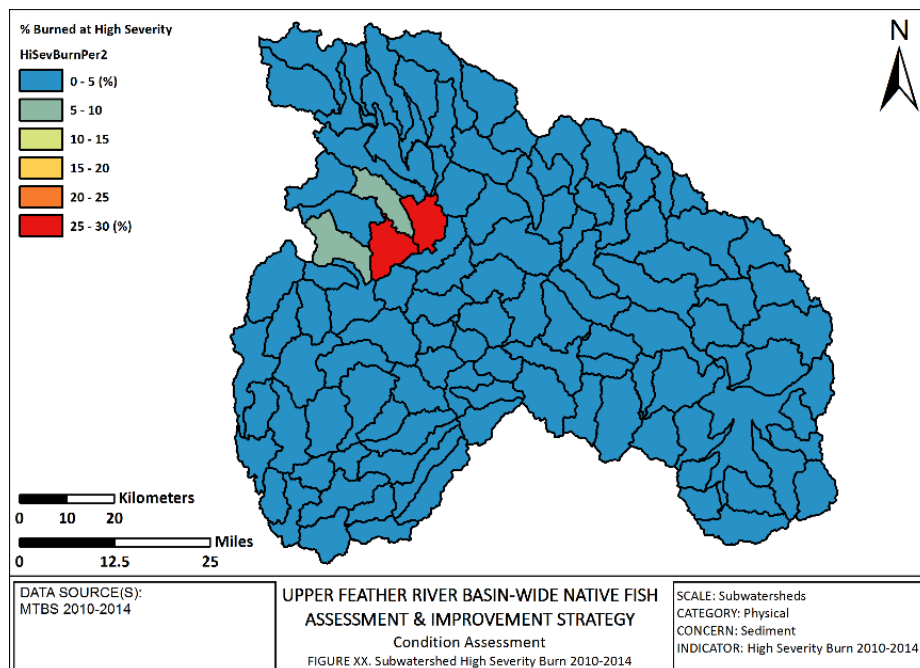 % Burned at High Severity
HiSevBurnPer2
0 - 5 (%)
5 - 10
10 - 15
15 - 20
20 - 25
25 - 30 (%)
N
Kilometers
0 10 20
Miles
0 12.5 25
DATA SOURCE(S):
MTBS 2010-2014
UPPER FEATHER RIVER BASIN-WIDE NATIVE FISH
ASSESSMENT & IMPROVEMENT STRATEGY
Condition Assessment
FIGURE XX. Subwatershed High Severity Burn 2010-2014
SCALE: Subwatersheds
CATEGORY: Physical
CONCERN: Sediment
INDICATOR: High Severity Burn 2010-2014